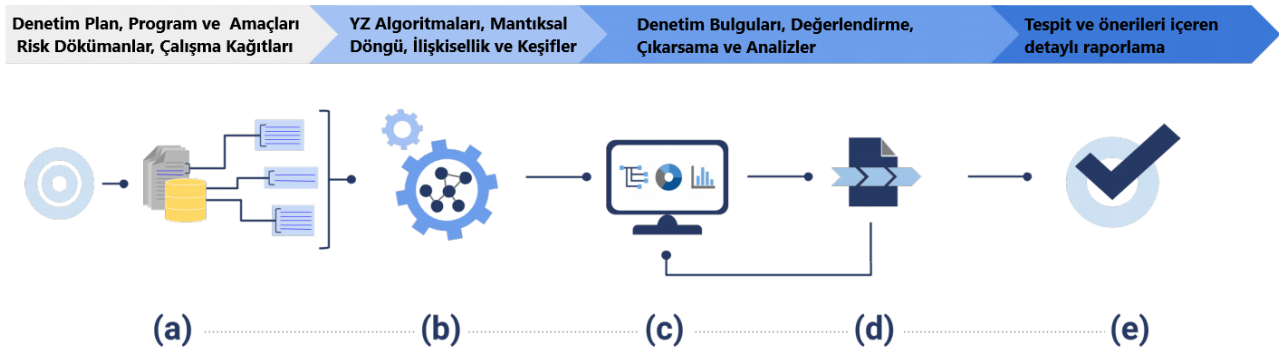 Denetim Plan, Program ve Amaçları
Risk Dökümanlar, Çalışma Kağıtları
YZ Algoritmaları, Mantıksal
Döngü, İlişkisellik ve Keşifler
Denetim Bulguları, Değerlendirme,
Çıkarsama ve Analizler
Tespit ve önerileri içeren
detaylı raporlama
(a) (b) (c) (d) (e)